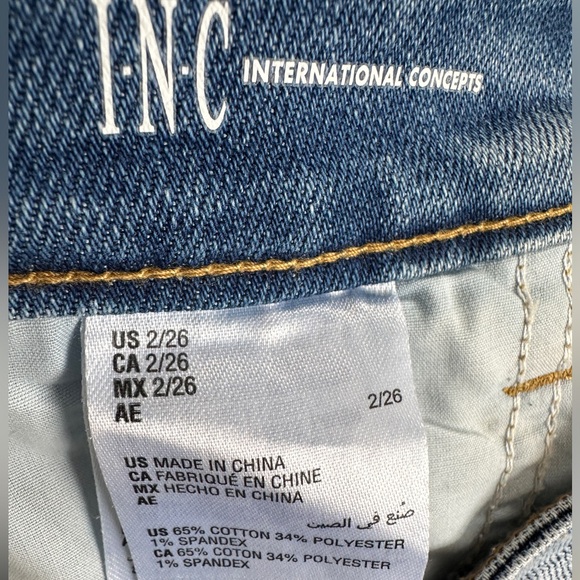 I·N·C INTERNATIONAL CONCEPTS
US 2/26
CA 2/26
MX 2/26
AE 2/26
US MADE IN CHINA
CA FABRIQUÉ EN CHINE
MX HECHO EN CHINA
AE صُنع في الصين
US 65% COTTON 34% POLYESTER
1% SPANDEX
CA 65% COTON 34% POLYESTER
1% SPANDEX